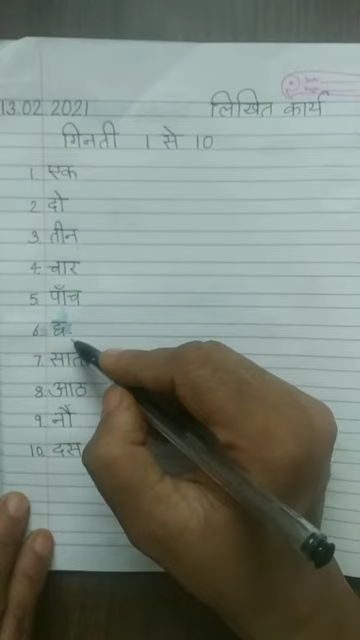 13.02.2021 लिखित कार्य
गिनती 1 से 10
1. एक
2. दो
3. तीन
4. चार
5. पाँच
6. छः
7. सात
8. आठ
9. नौ
10. दस